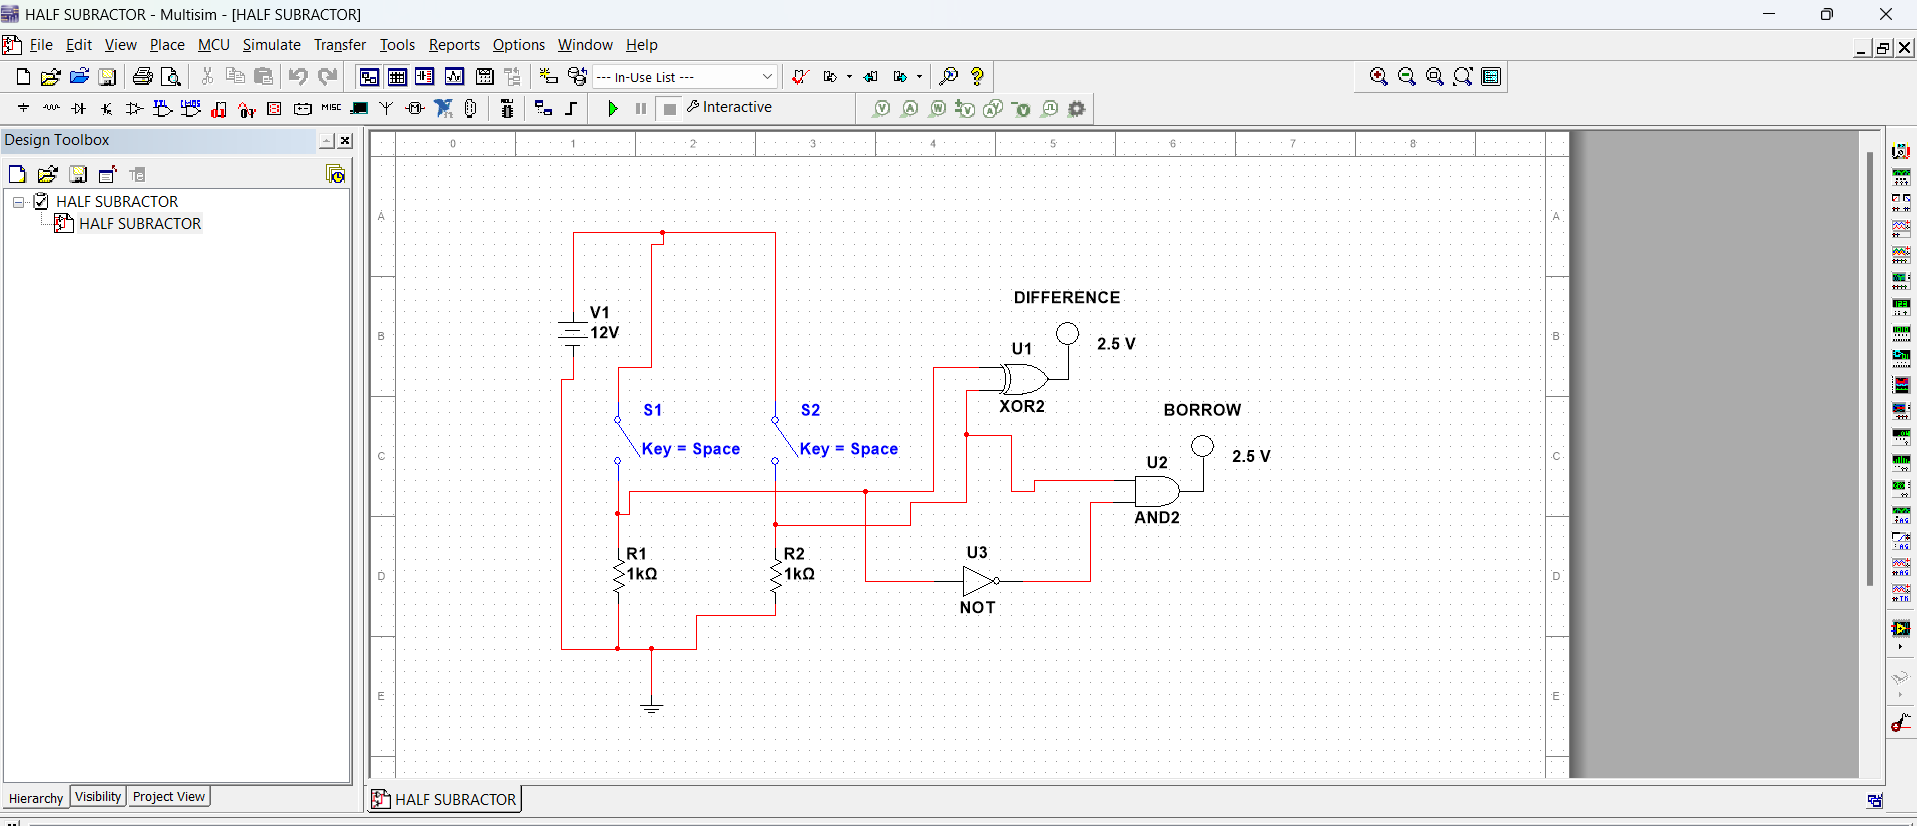 HALF SUBRACTOR - Multisim - [HALF SUBRACTOR]
File Edit View Place MCU Simulate Transfer Tools Reports Options Window Help
--- In-Use List ---
MISC
Interactive
Design Toolbox
HALF SUBRACTOR
HALF SUBRACTOR
0 1 2 3 4 5 6 7 8
A A
B B
C C
D D
E E
V1
12V
DIFFERENCE
2.5 V
U1
XOR2
S1
Key = Space
S2
Key = Space
BORROW
2.5 V
U2
AND2
R1
1kΩ
R2
1kΩ
U3
NOT
Hierarchy Visibility Project View
HALF SUBRACTOR